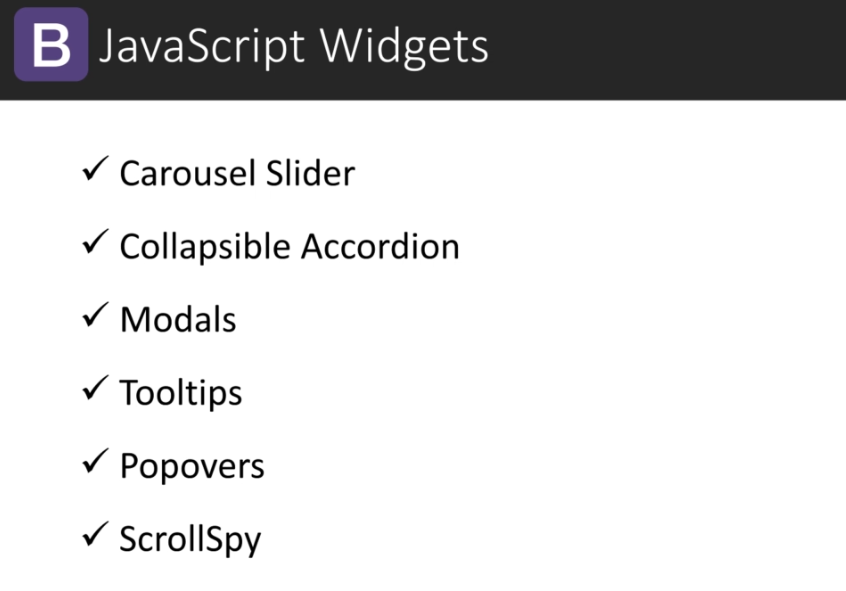 B JavaScript Widgets
✓ Carousel Slider
✓ Collapsible Accordion
✓ Modals
✓ Tooltips
✓ Popovers
✓ ScrollSpy